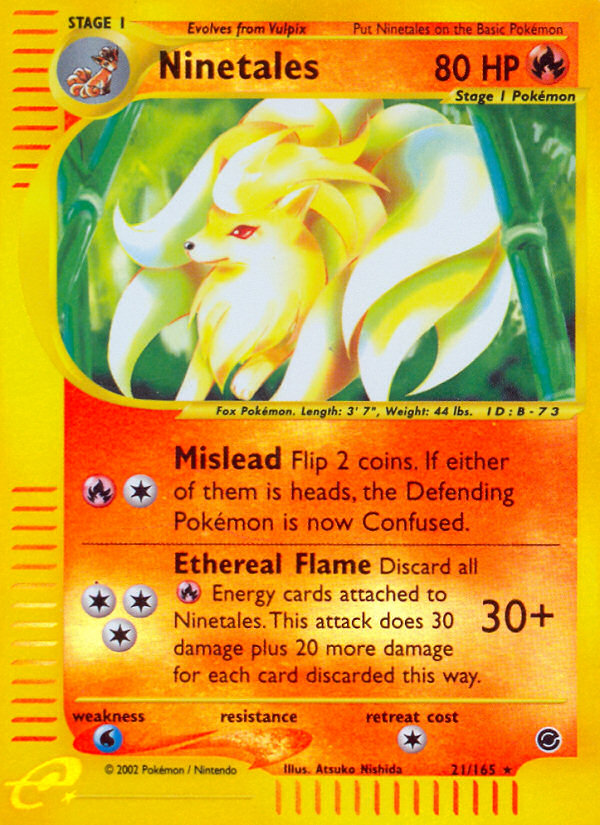 STAGE 1 Evolves from Vulpix Put Ninetales on the Basic Pokémon
Ninetales 80 HP
Stage 1 Pokémon
Fox Pokémon. Length: 3' 7", Weight: 44 lbs. ID:B-73
Mislead Flip 2 coins. If either
of them is heads, the Defending
Pokémon is now Confused.
Ethereal Flame Discard all
Energy cards attached to
Ninetales. This attack does 30
damage plus 20 more damage
for each card discarded this way.
30+
weakness resistance retreat cost
© 2002 Pokémon / Nintendo Illus. Atsuko Nishida 21/165 ★
e